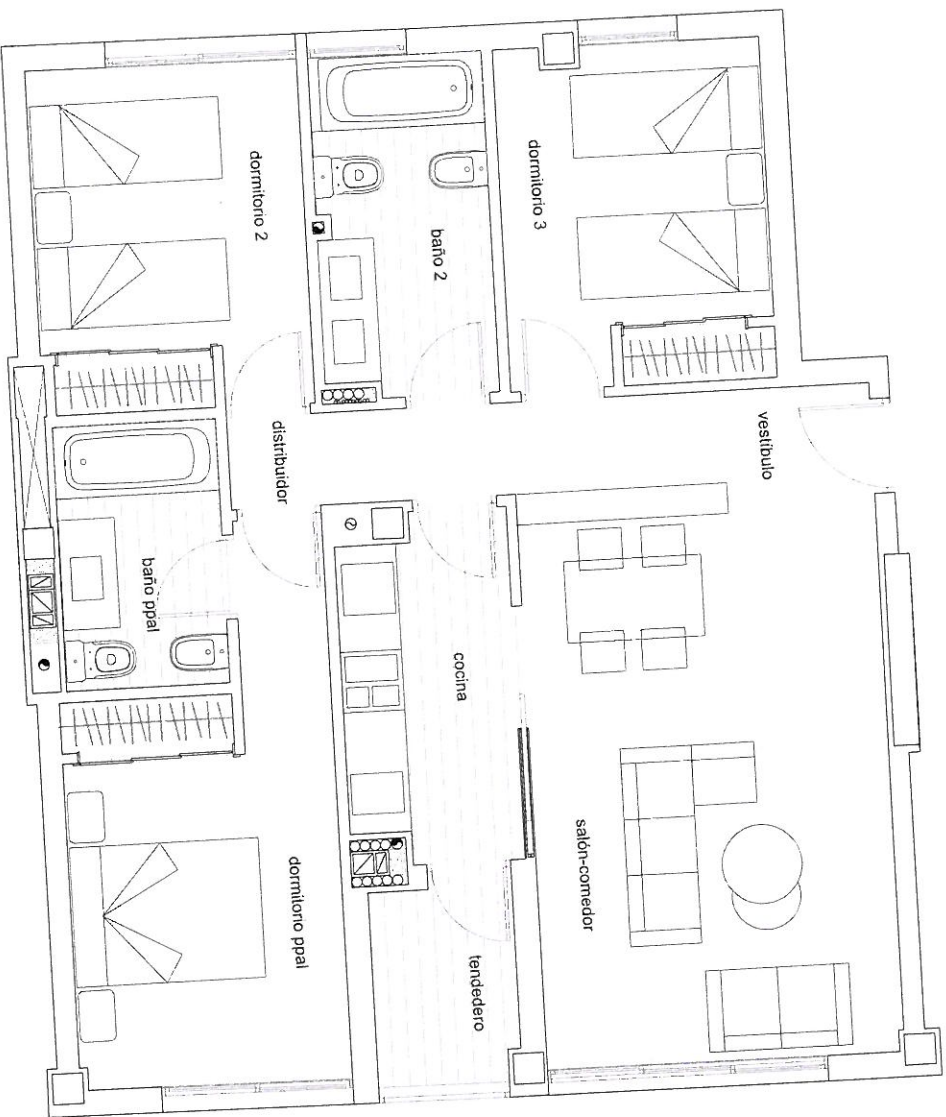 dormitorio 2
baño 2
dormitorio 3
vestíbulo
distribuidor
baño ppal
cocina
salón-comedor
dormitorio ppal
tendedero